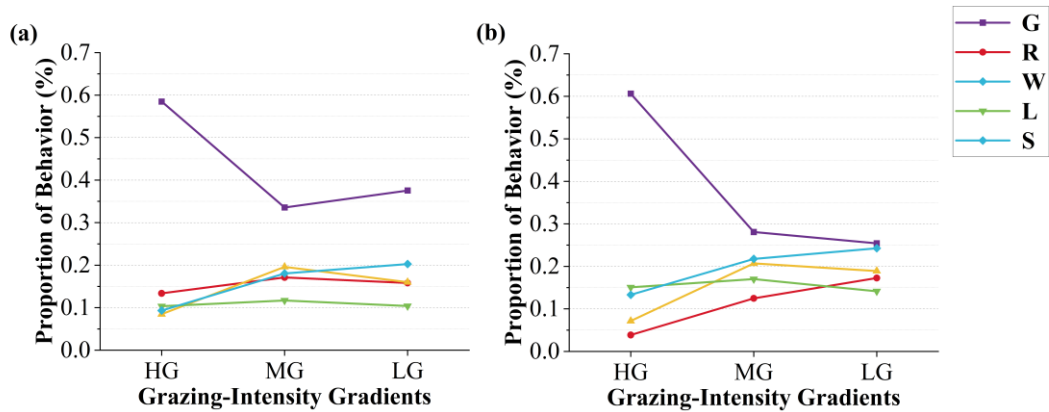 (a)
Proportion of Behavior (%)
0.7
0.6
0.5
0.4
0.3
0.2
0.1
0.0
HG
MG
LG
Grazing-Intensity Gradients
(b)
Proportion of Behavior (%)
0.7
0.6
0.5
0.4
0.3
0.2
0.1
0.0
HG
MG
LG
Grazing-Intensity Gradients
G
R
W
L
S